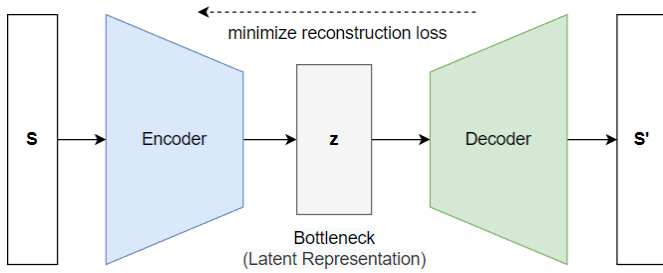 minimize reconstruction loss
S
Encoder
z
Decoder
S'
Bottleneck
(Latent Representation)